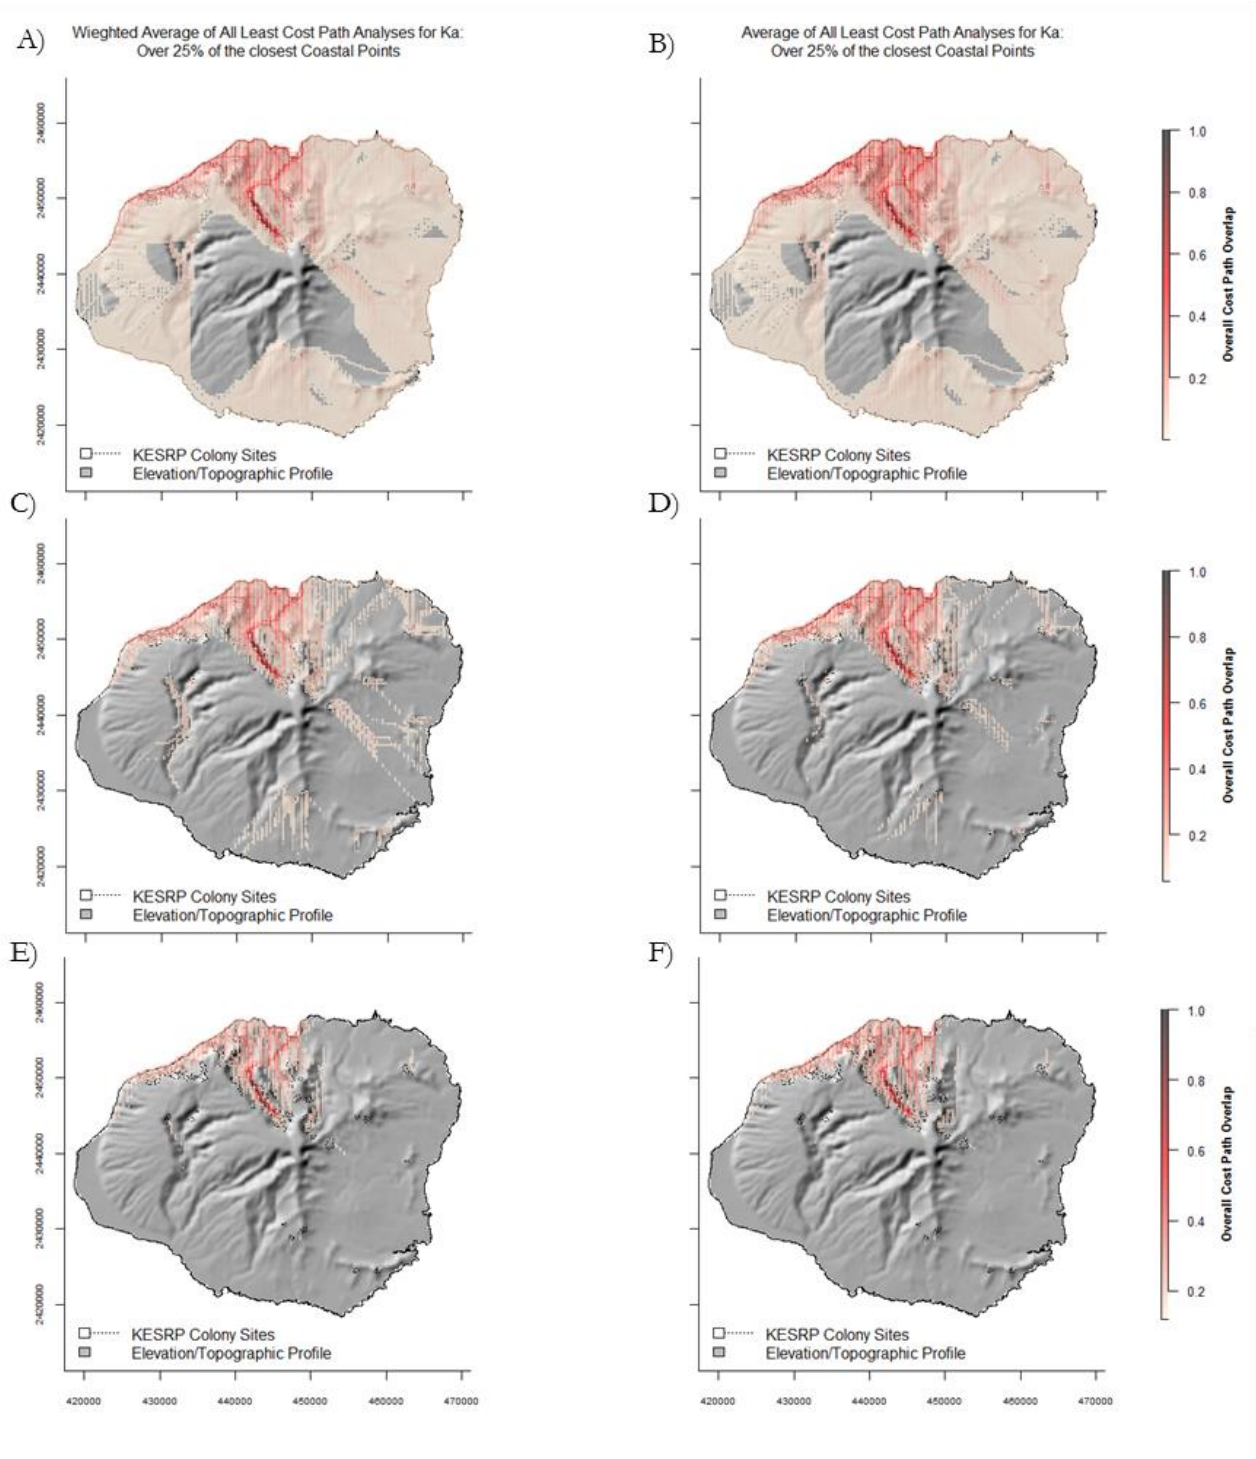 A)
Wieghted Average of All Least Cost Path Analyses for Ka:
Over 25% of the closest Coastal Points
B)
Average of All Least Cost Path Analyses for Ka:
Over 25% of the closest Coastal Points
2460000
2450000
2440000
2430000
2420000
1.0
0.8
0.6
0.4
0.2
Overall Cost Path Overlap
KESRP Colony Sites
Elevation/Topographic Profile
KESRP Colony Sites
Elevation/Topographic Profile
C)
D)
2460000
2450000
2440000
2430000
2420000
1.0
0.8
0.6
0.4
0.2
Overall Cost Path Overlap
KESRP Colony Sites
Elevation/Topographic Profile
KESRP Colony Sites
Elevation/Topographic Profile
E)
F)
2460000
2450000
2440000
2430000
2420000
1.0
0.8
0.6
0.4
0.2
Overall Cost Path Overlap
KESRP Colony Sites
Elevation/Topographic Profile
KESRP Colony Sites
Elevation/Topographic Profile
420000 430000 440000 450000 460000 470000
420000 430000 440000 450000 460000 470000